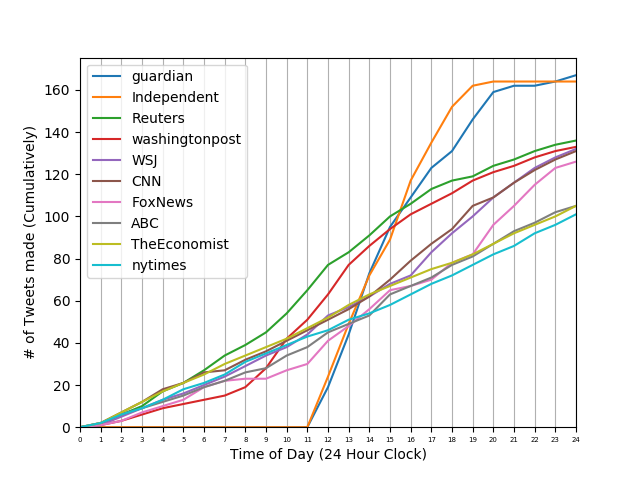 160
140
120
100
80
60
40
20
0
# of Tweets made (Cumulatively)
guardian
Independent
Reuters
washingtonpost
WSJ
CNN
FoxNews
ABC
TheEconomist
nytimes
0 1 2 3 4 5 6 7 8 9 10 11 12 13 14 15 16 17 18 19 20 21 22 23 24
Time of Day (24 Hour Clock)